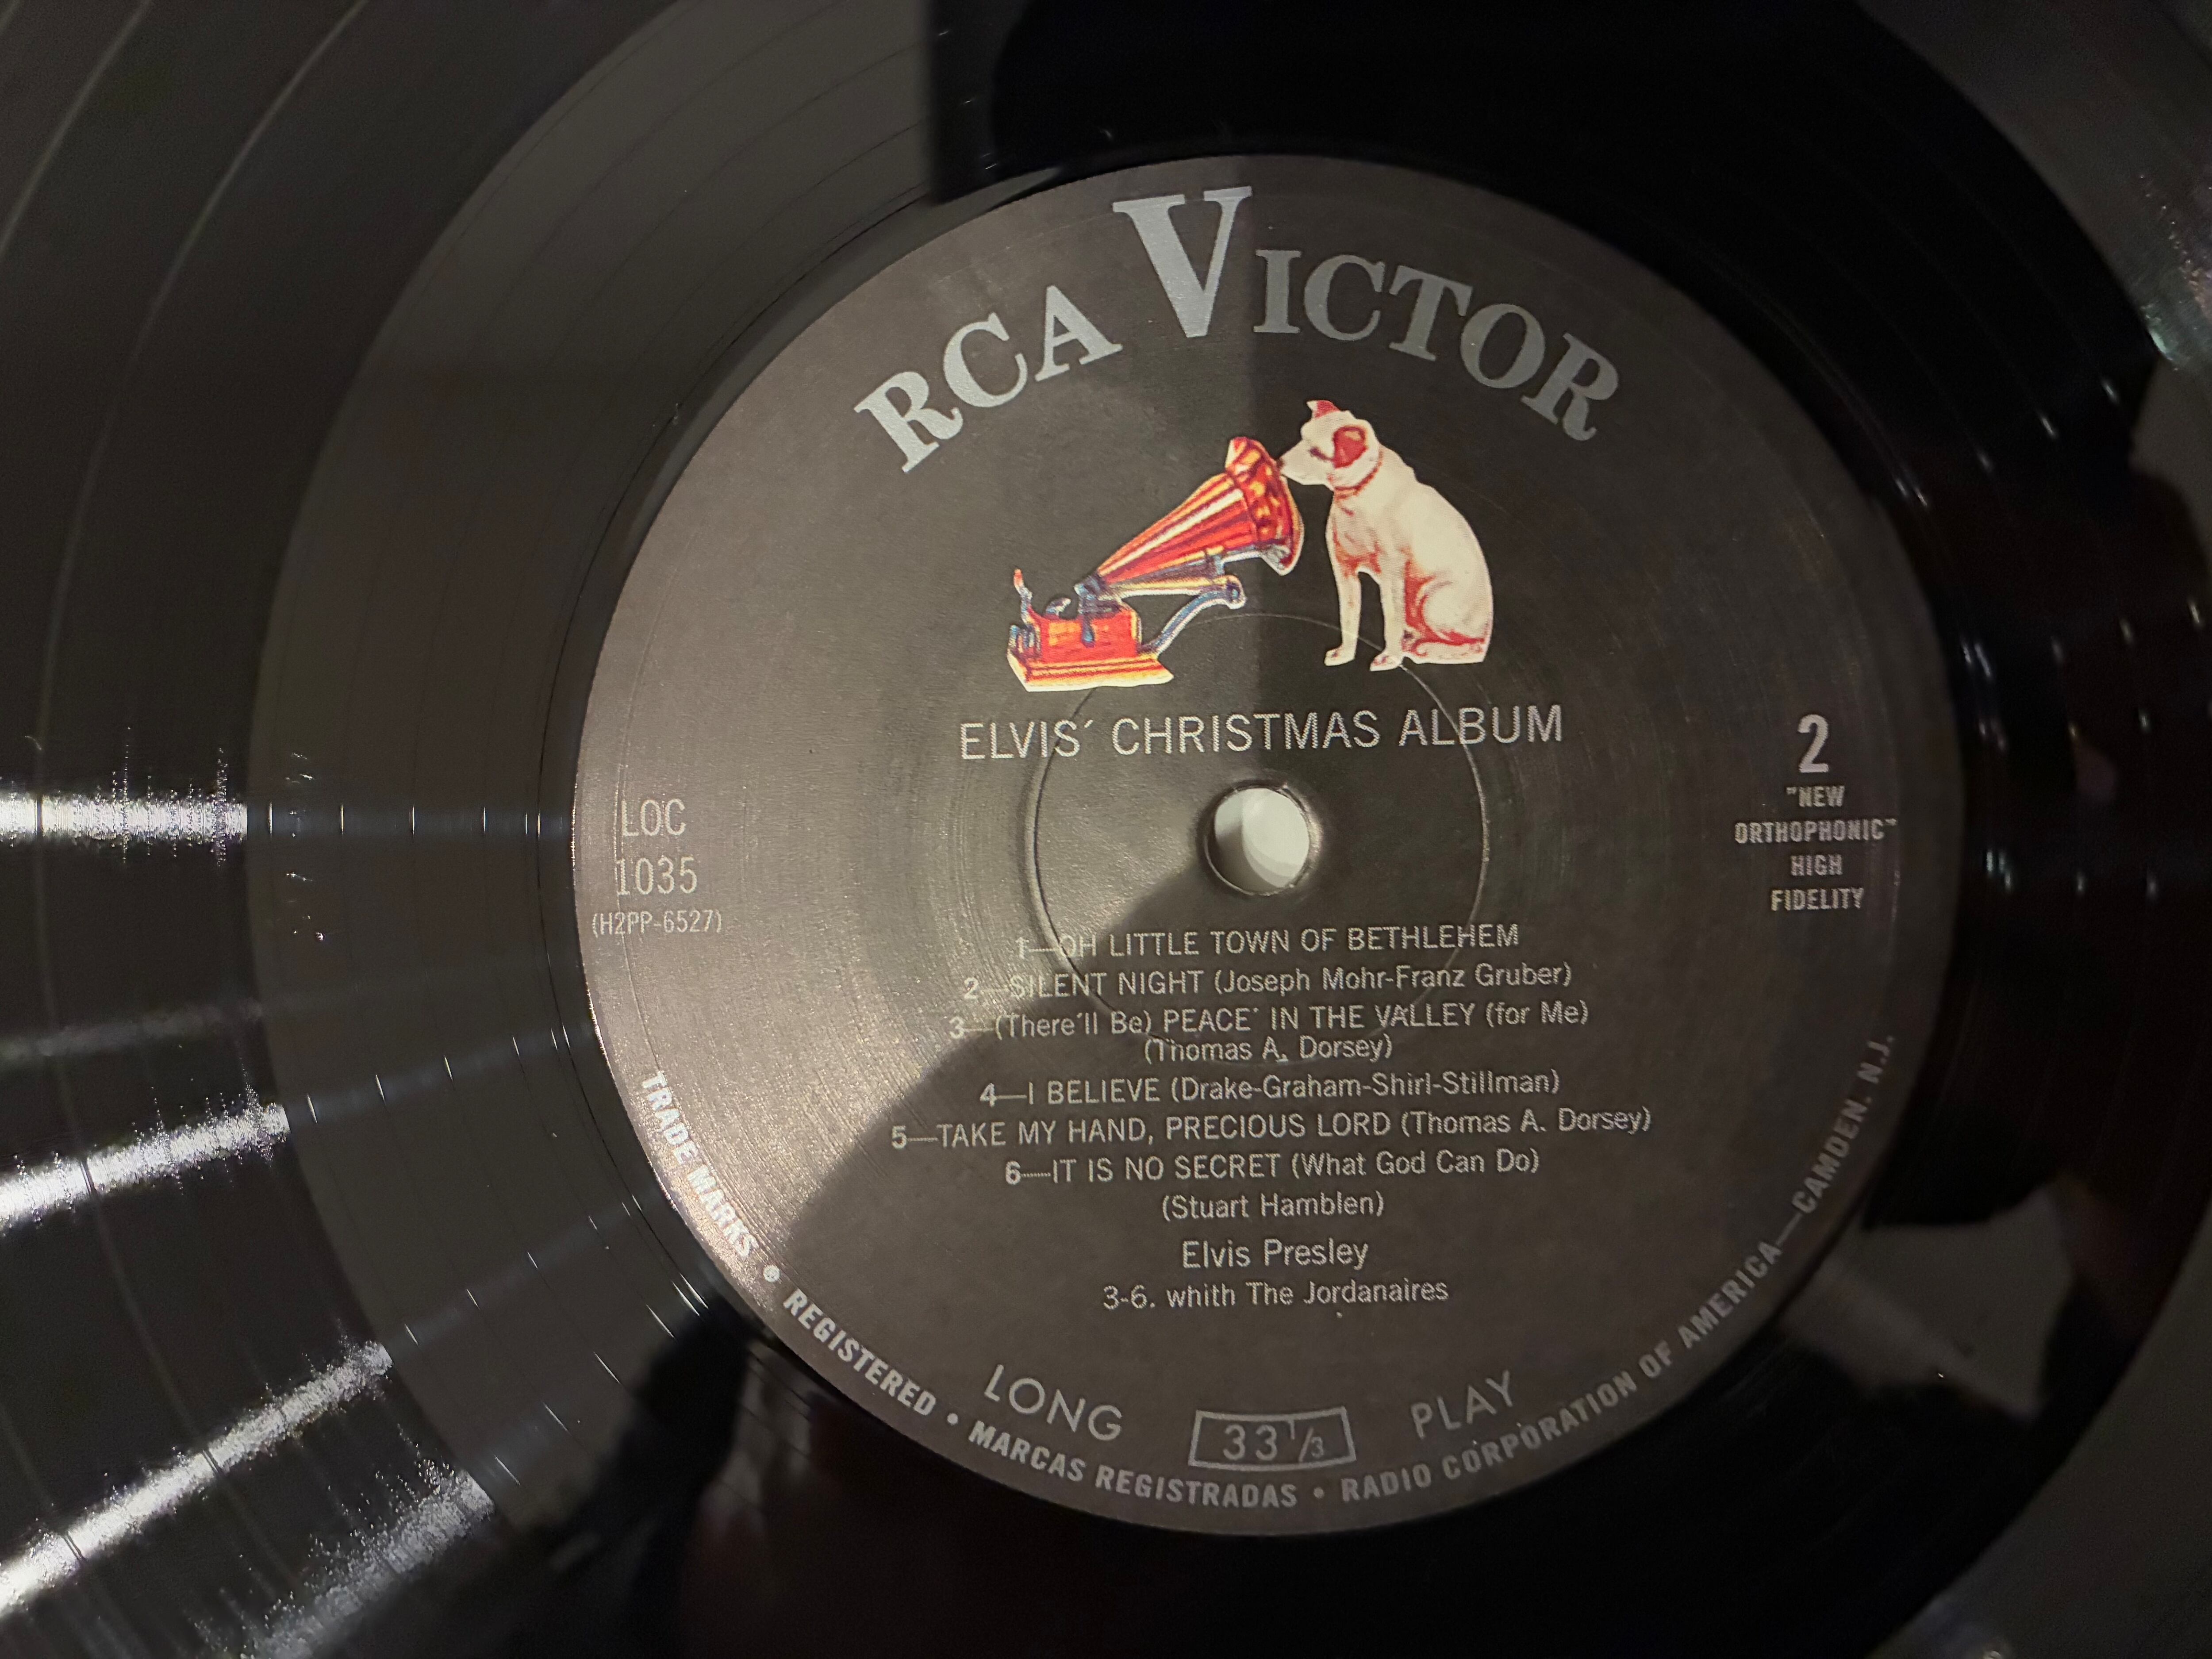 RCA VICTOR
ELVIS´ CHRISTMAS ALBUM
LOC
1035
(H2PP-6527)
2
"NEW
ORTHOPHONIC"
HIGH
FIDELITY
1—OH LITTLE TOWN OF BETHLEHEM
2—SILENT NIGHT (Joseph Mohr-Franz Gruber)
3—(There´ll Be) PEACE´ IN THE VALLEY (for Me)
(Thomas A. Dorsey)
4—I BELIEVE (Drake-Graham-Shirl-Stillman)
5—TAKE MY HAND, PRECIOUS LORD (Thomas A. Dorsey)
6—IT IS NO SECRET (What God Can Do)
(Stuart Hamblen)
Elvis Presley
3-6. whith The Jordanaires
LONG 33 1/3 PLAY
TRADE MARKS • REGISTERED • MARCAS REGISTRADAS • RADIO CORPORATION OF AMERICA—CAMDEN. N.J.